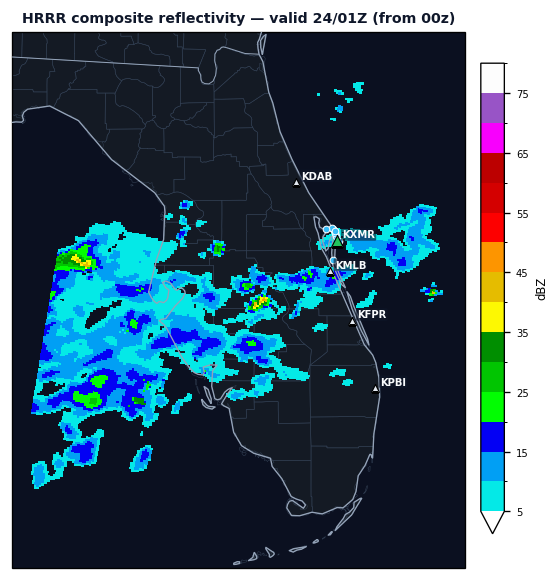 HRRR composite reflectivity — valid 24/01Z (from 00z)
KDAB
KXMR
KMLB
KFPR
KPBI
75
65
55
45
35
25
15
5
dBZ